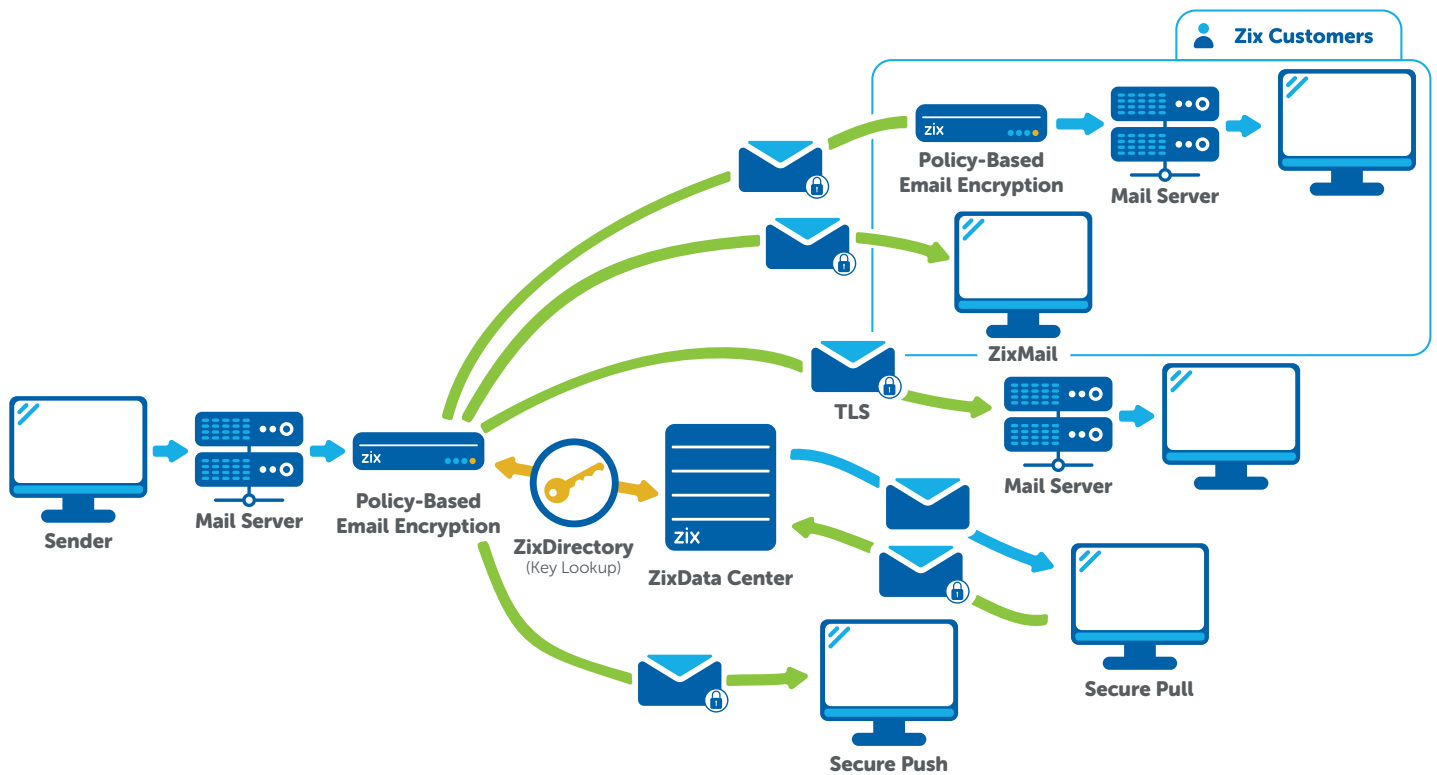 Zix Customers
zix
Policy-Based
Email Encryption
Mail Server
ZixMail
TLS
Mail Server
Sender
Mail Server
zix
Policy-Based
Email Encryption
ZixDirectory
(Key Lookup)
zix
ZixData Center
Secure Pull
Secure Push